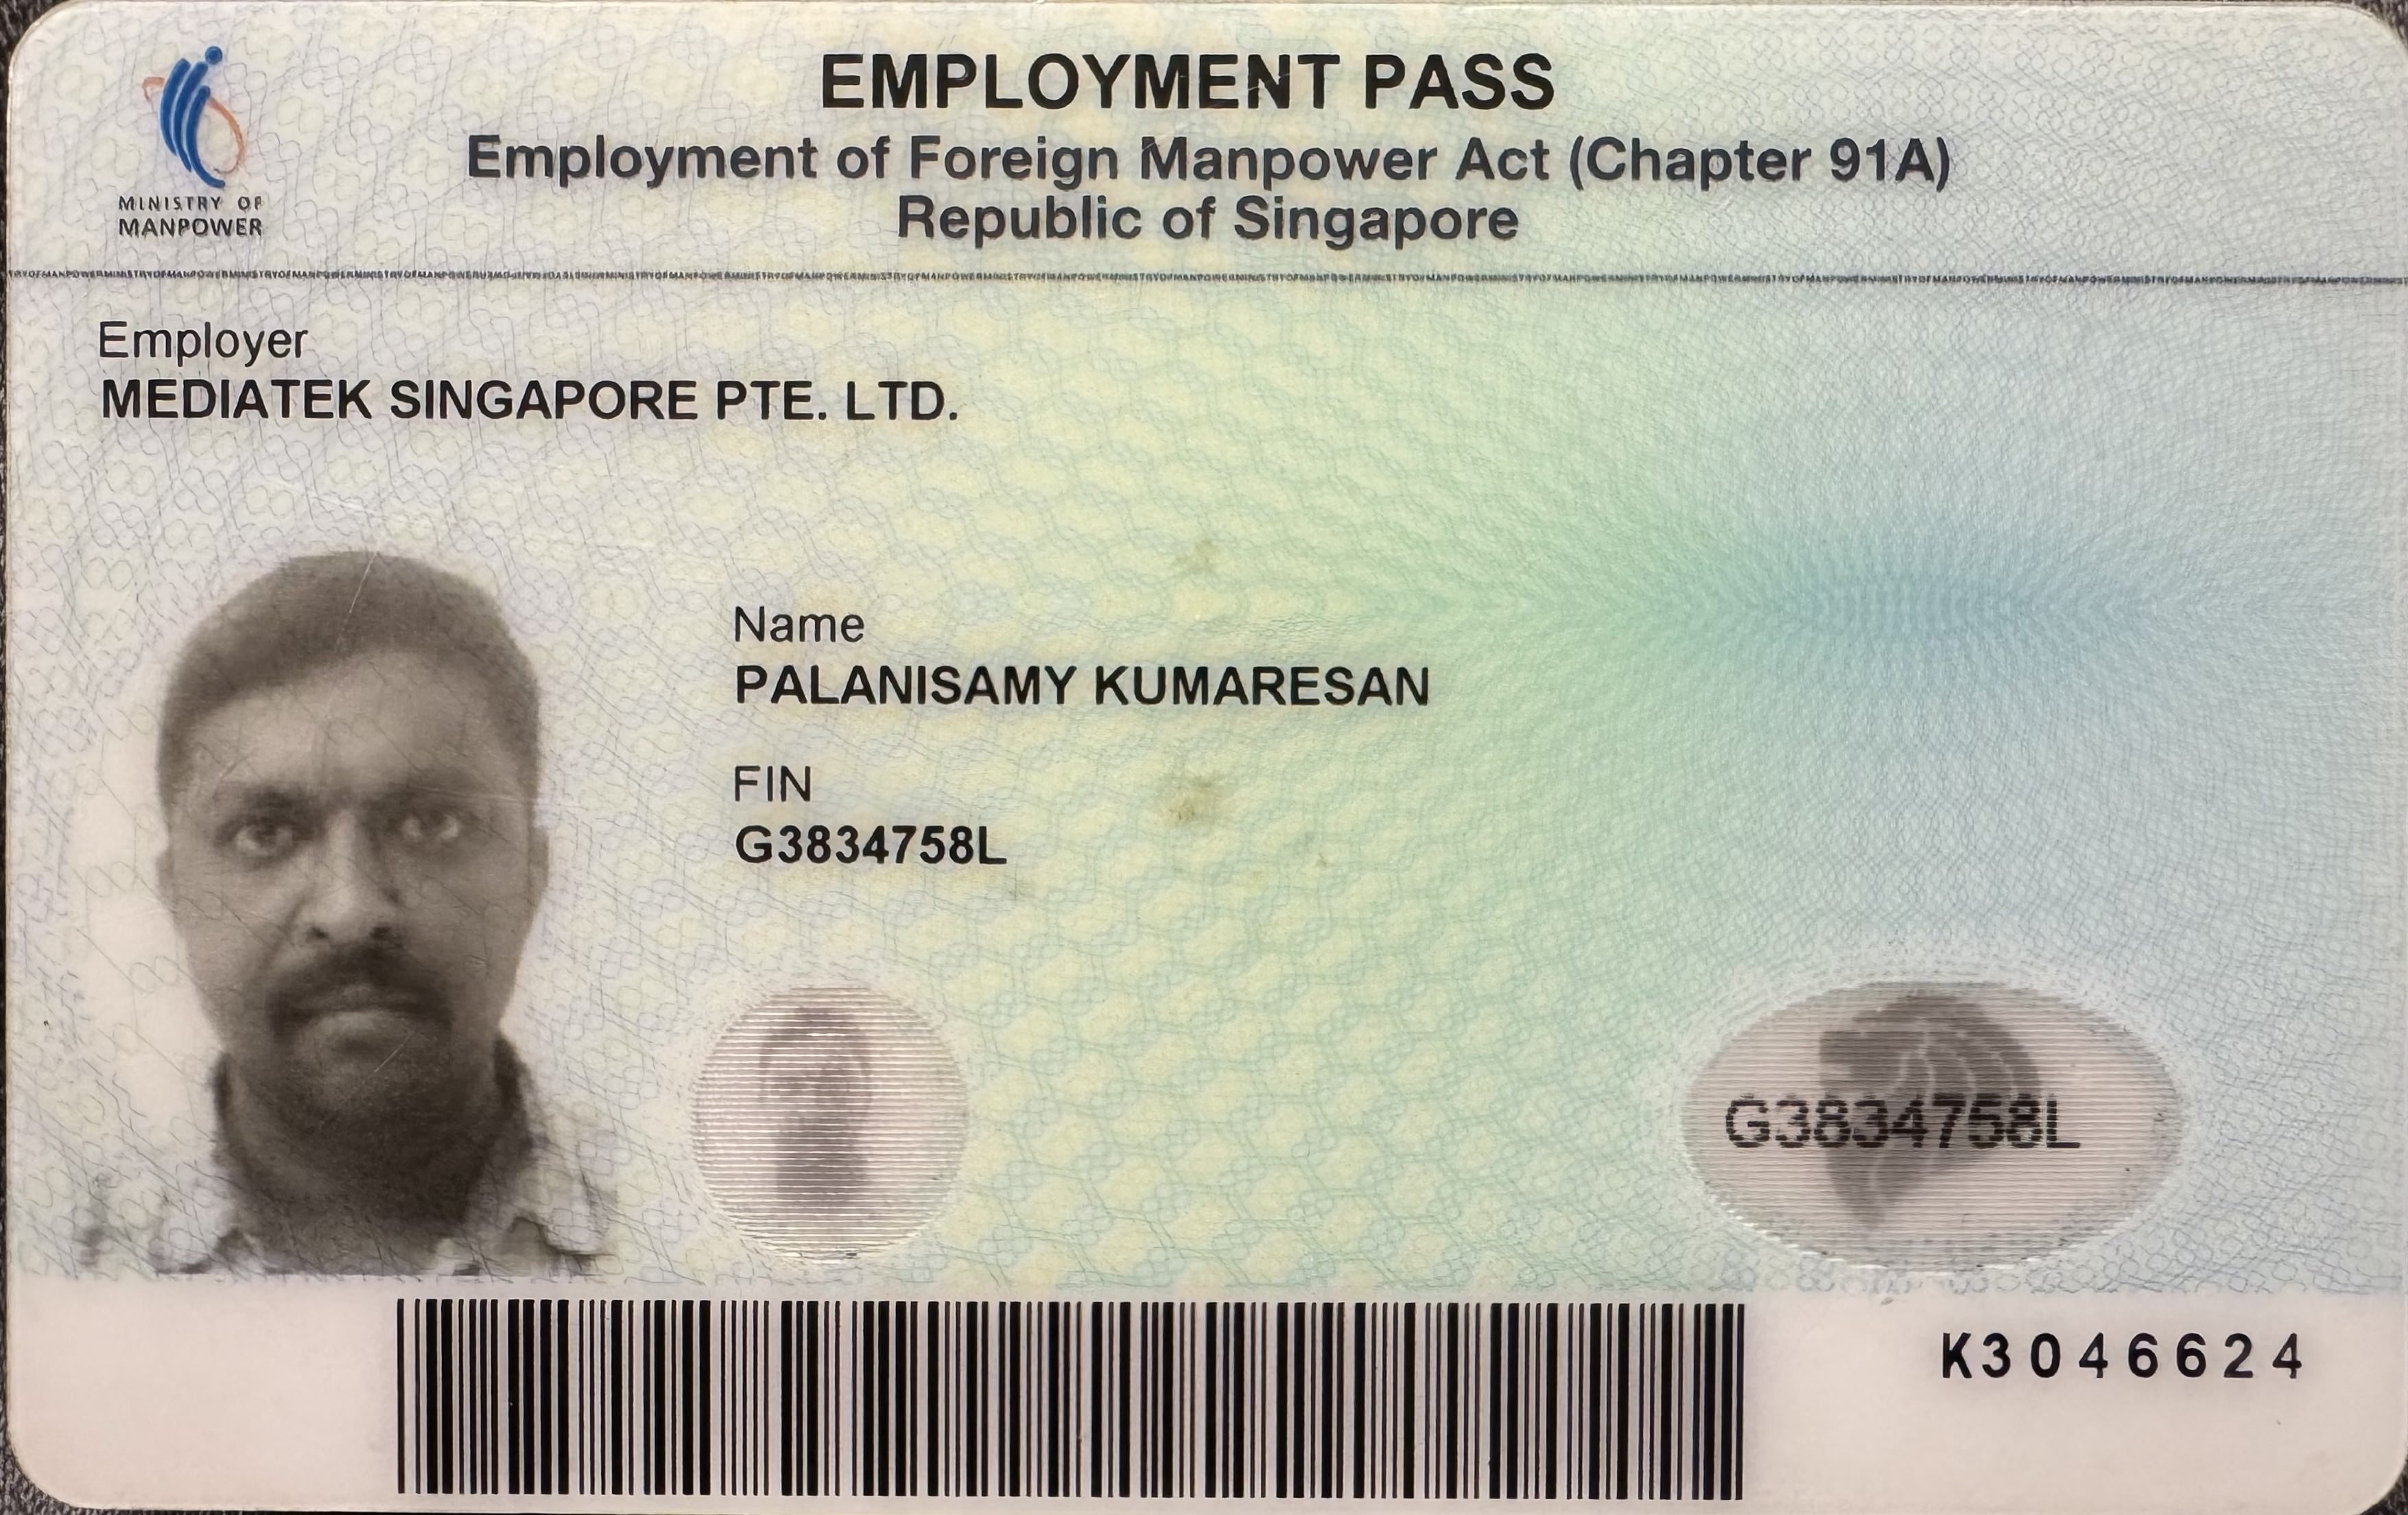 EMPLOYMENT PASS
Employment of Foreign Manpower Act (Chapter 91A)
Republic of Singapore
MINISTRY OF
MANPOWER
Employer
MEDIATEK SINGAPORE PTE. LTD.
Name
PALANISAMY KUMARESAN
FIN
G3834758L
G3834758L
K3046624